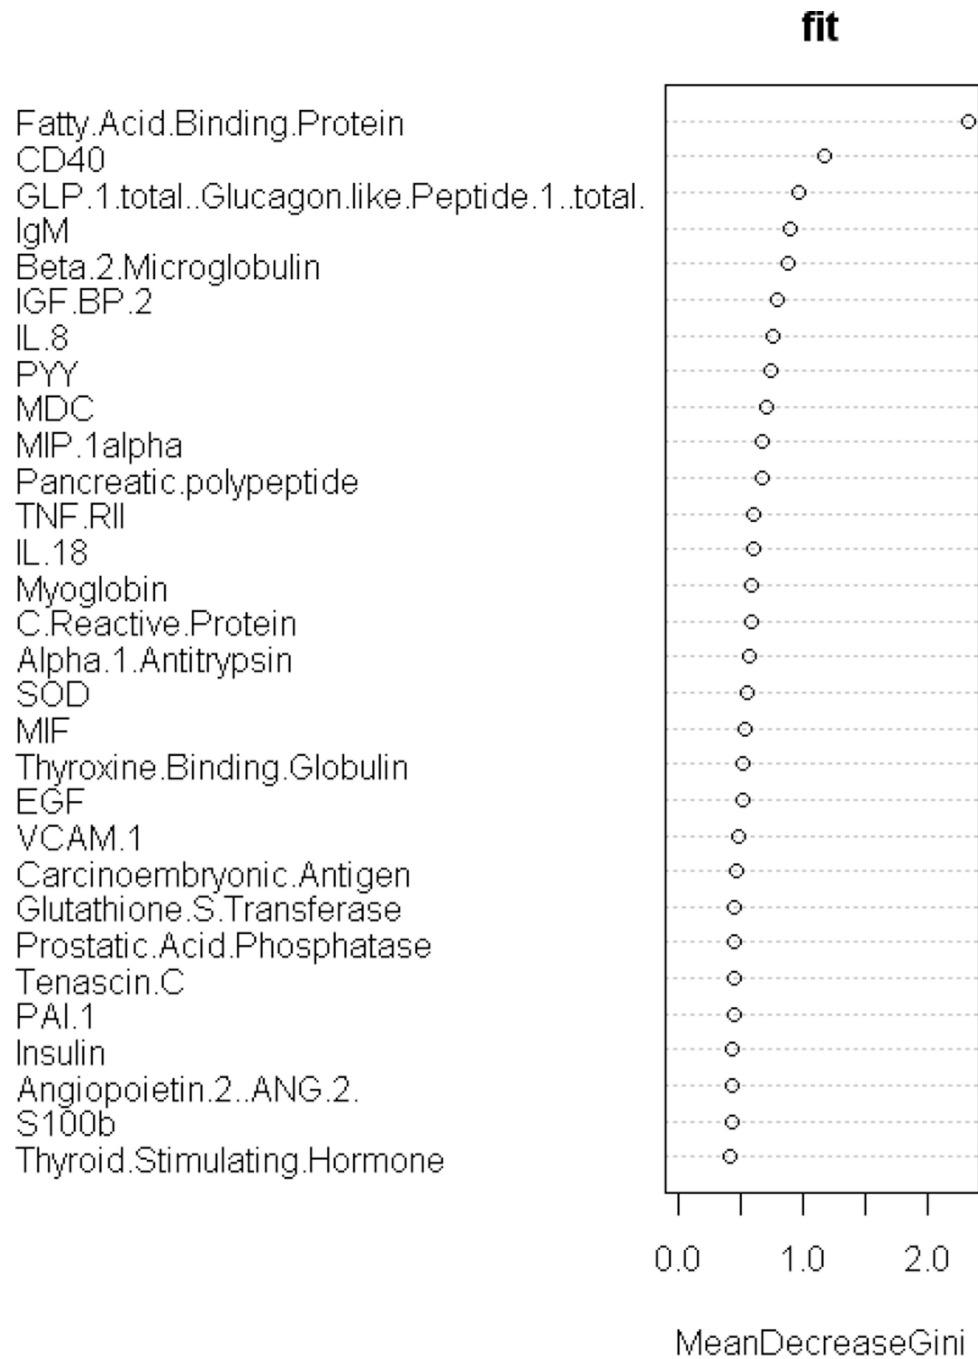 fit
Fatty.Acid.Binding.Protein
CD40
GLP.1.total..Glucagon.like.Peptide.1..total.
IgM
Beta.2.Microglobulin
IGF.BP.2
IL.8
PYY
MDC
MIP.1alpha
Pancreatic.polypeptide
TNF.RII
IL.18
Myoglobin
C.Reactive.Protein
Alpha.1.Antitrypsin
SOD
MIF
Thyroxine.Binding.Globulin
EGF
VCAM.1
Carcinoembryonic.Antigen
Glutathione.S.Transferase
Prostatic.Acid.Phosphatase
Tenascin.C
PAI.1
Insulin
Angiopoietin.2..ANG.2.
S100b
Thyroid.Stimulating.Hormone
0.0 1.0 2.0
MeanDecreaseGini